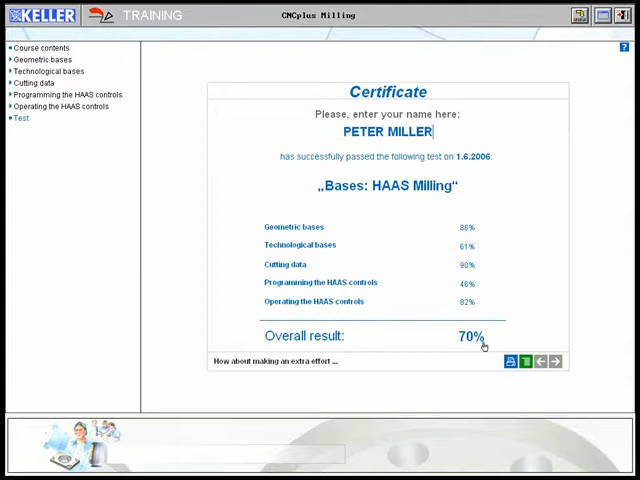 KELLER TRAINING CNCplus Milling
?
Course contents
Geometric bases
Technological bases
Cutting data
Programming the HAAS controls
Operating the HAAS controls
Test
Certificate
Please, enter your name here:
PETER MILLER
has successfully passed the following test on 1.6.2006:
„Bases: HAAS Milling“
Geometric bases 86%
Technological bases 61%
Cutting data 90%
Programming the HAAS controls 46%
Operating the HAAS controls 82%
Overall result: 70%
How about making an extra effort ...